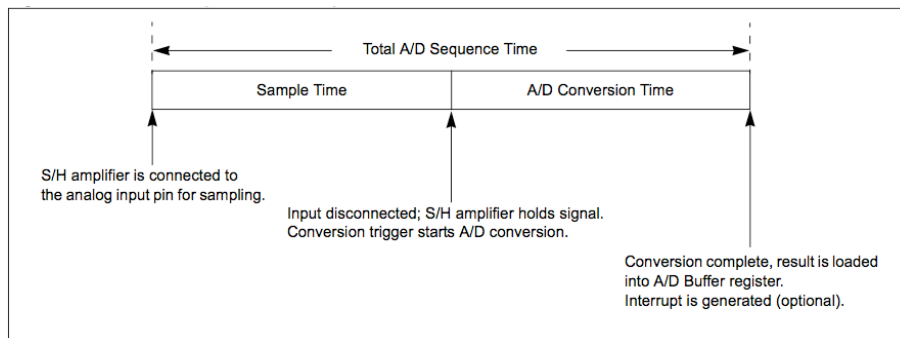 Total A/D Sequence Time
Sample Time
A/D Conversion Time
S/H amplifier is connected to
the analog input pin for sampling.
Input disconnected; S/H amplifier holds signal.
Conversion trigger starts A/D conversion.
Conversion complete, result is loaded
into A/D Buffer register.
Interrupt is generated (optional).